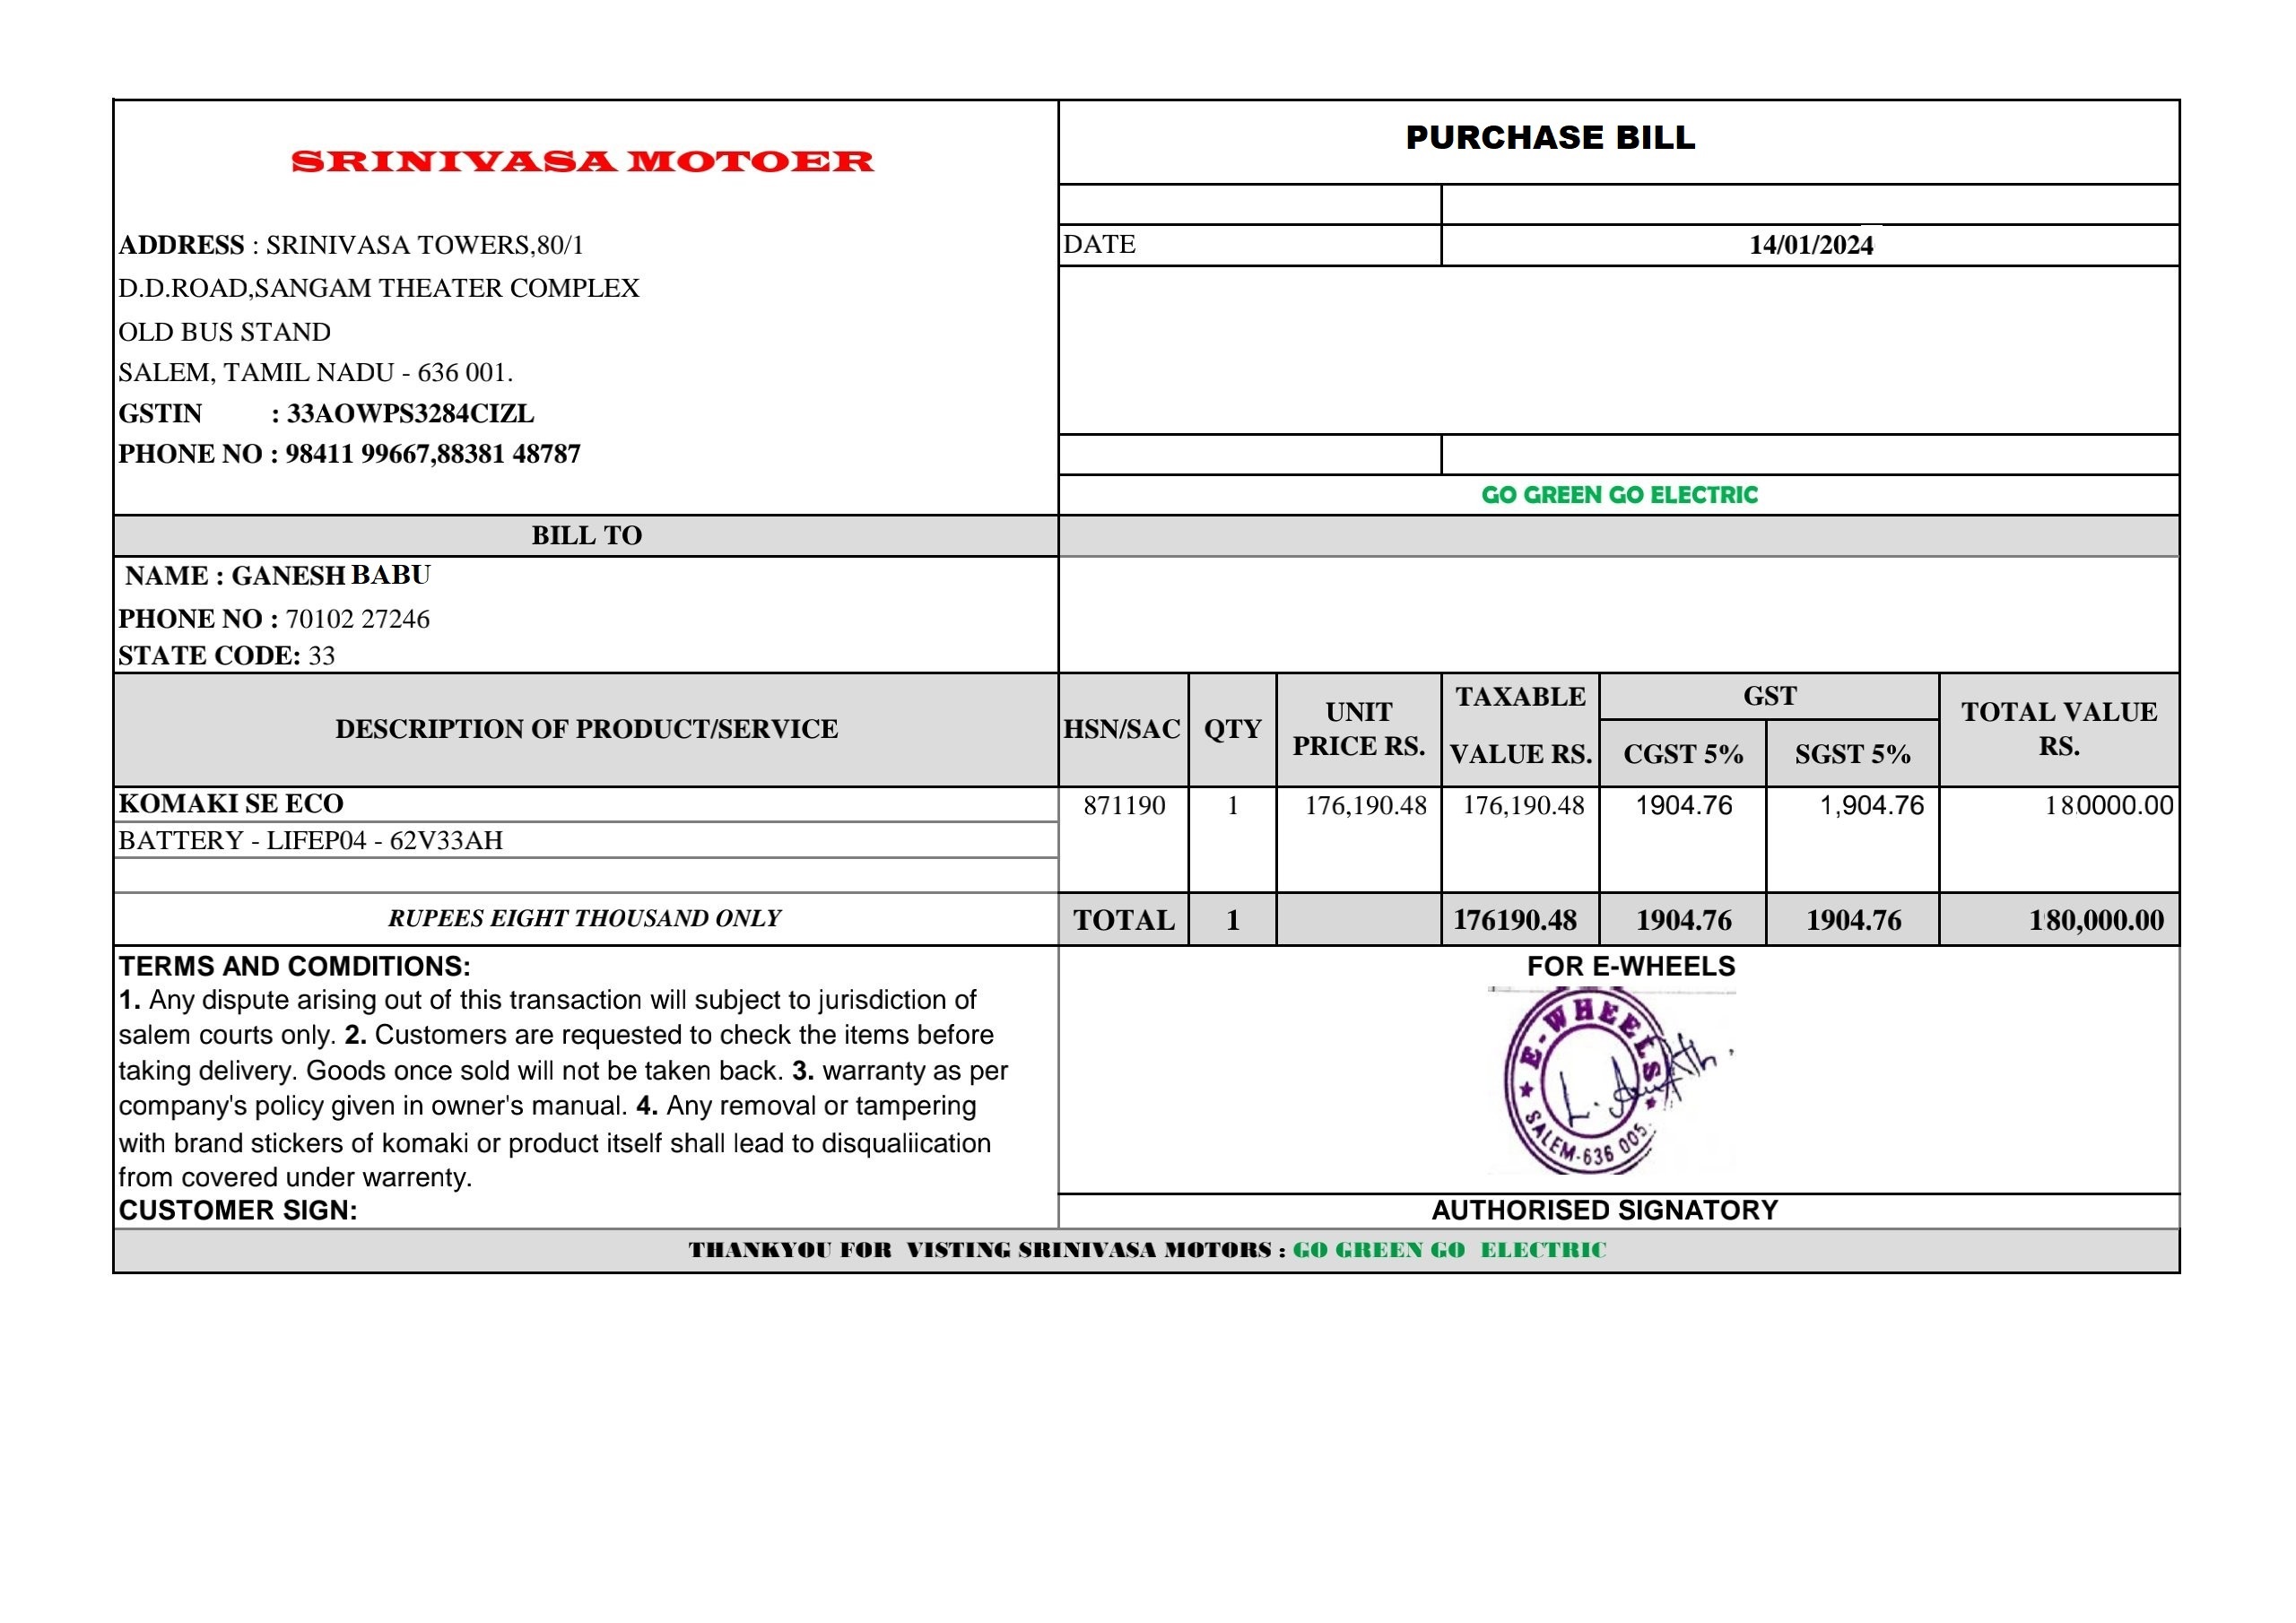 SRINIVASA MOTOER
PURCHASE BILL
ADDRESS : SRINIVASA TOWERS,80/1
D.D.ROAD,SANGAM THEATER COMPLEX
OLD BUS STAND
SALEM, TAMIL NADU - 636 001.
GSTIN : 33AOWPS3284CIZL
PHONE NO : 98411 99667,88381 48787
DATE 14/01/2024
GO GREEN GO ELECTRIC
BILL TO
NAME : GANESH BABU
PHONE NO : 70102 27246
STATE CODE: 33
DESCRIPTION OF PRODUCT/SERVICE
HSN/SAC
QTY
UNIT
PRICE RS.
TAXABLE
VALUE RS.
GST
CGST 5% SGST 5%
TOTAL VALUE
RS.
KOMAKI SE ECO 871190 1 176,190.48 176,190.48 1904.76 1,904.76 180000.00
BATTERY - LIFEP04 - 62V33AH
RUPEES EIGHT THOUSAND ONLY TOTAL 1 176190.48 1904.76 1904.76 180,000.00
TERMS AND COMDITIONS:
1. Any dispute arising out of this transaction will subject to jurisdiction of
salem courts only. 2. Customers are requested to check the items before
taking delivery. Goods once sold will not be taken back. 3. warranty as per
company's policy given in owner's manual. 4. Any removal or tampering
with brand stickers of komaki or product itself shall lead to disqualiication
from covered under warrenty.
CUSTOMER SIGN:
FOR E-WHEELS
E-WHEELS
SALEM-636 005.
AUTHORISED SIGNATORY
THANKYOU FOR VISTING SRINIVASA MOTORS : GO GREEN GO ELECTRIC